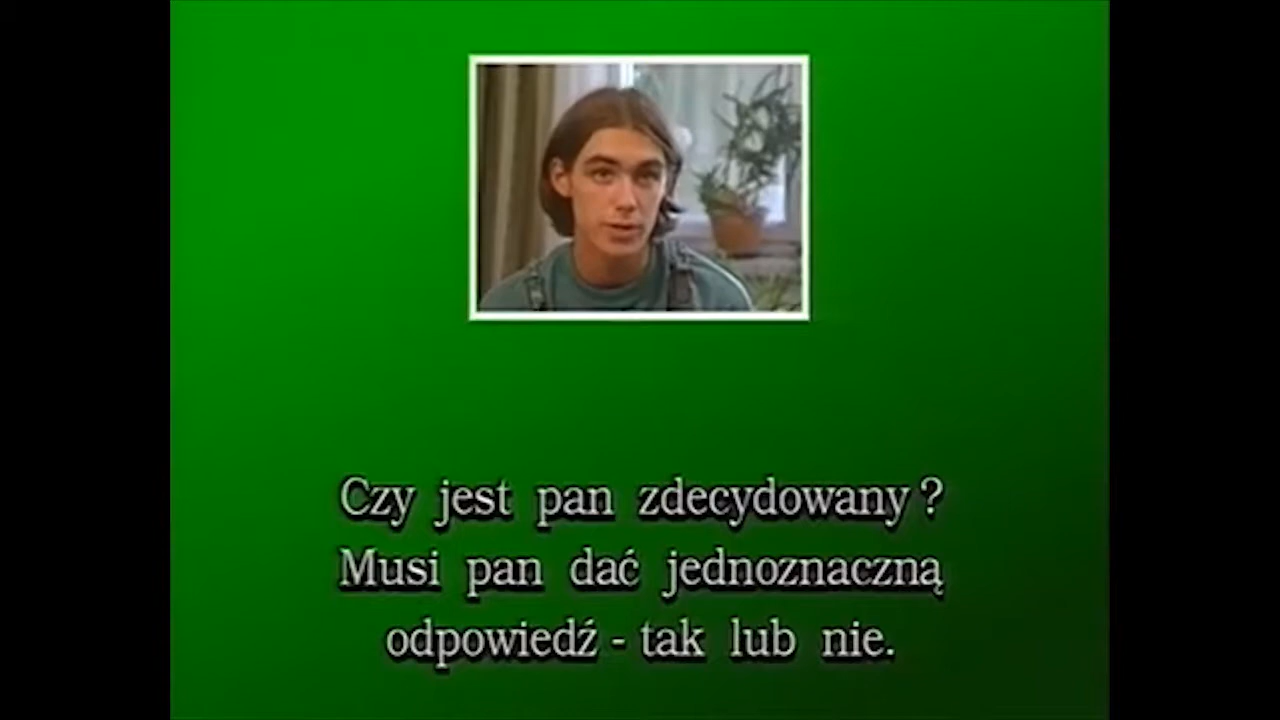 Czy jest pan zdecydowany?
Musi pan dać jednoznaczną
odpowiedź - tak lub nie.